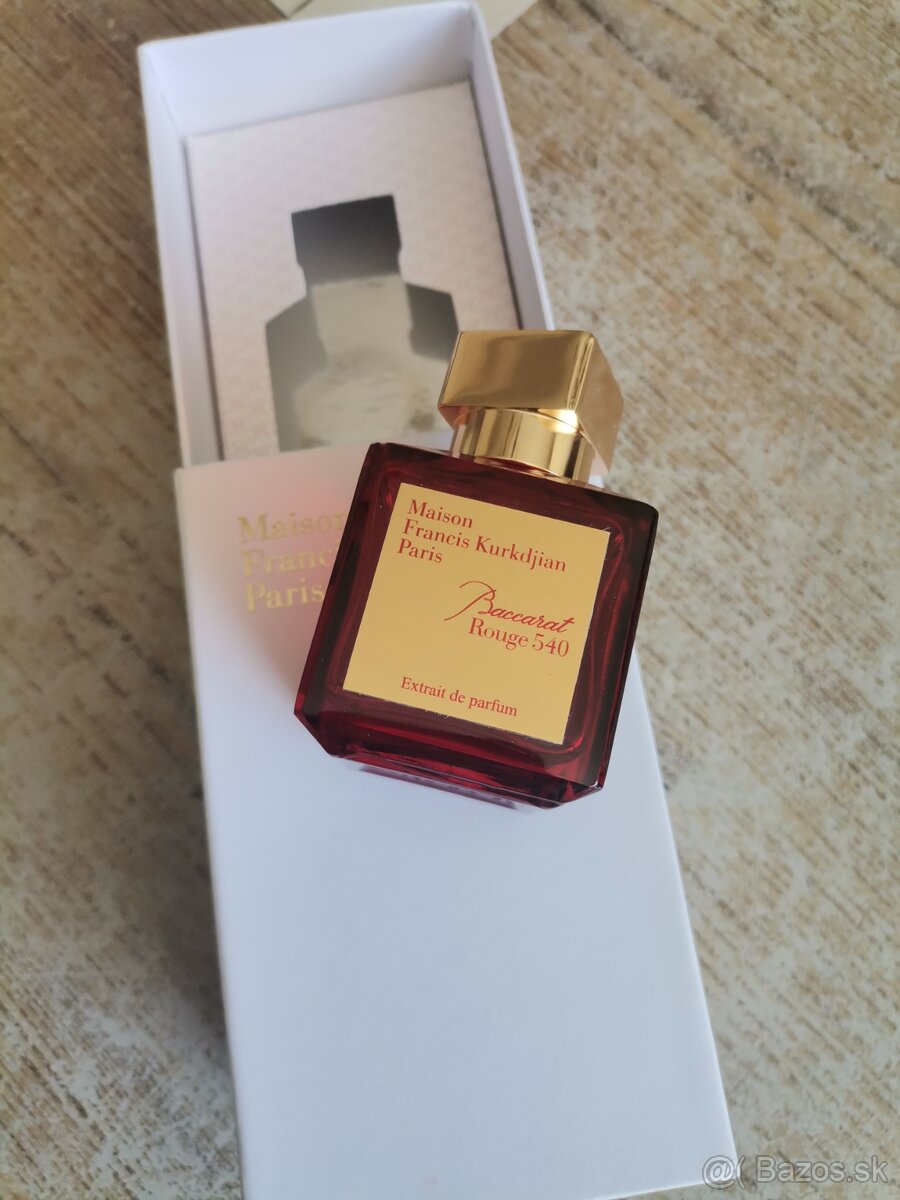 Maison
Francis Kurkdjian
Paris
Baccarat
Rouge 540
Extrait de parfum
Maison
Franc
Paris
@( Bazos.sk